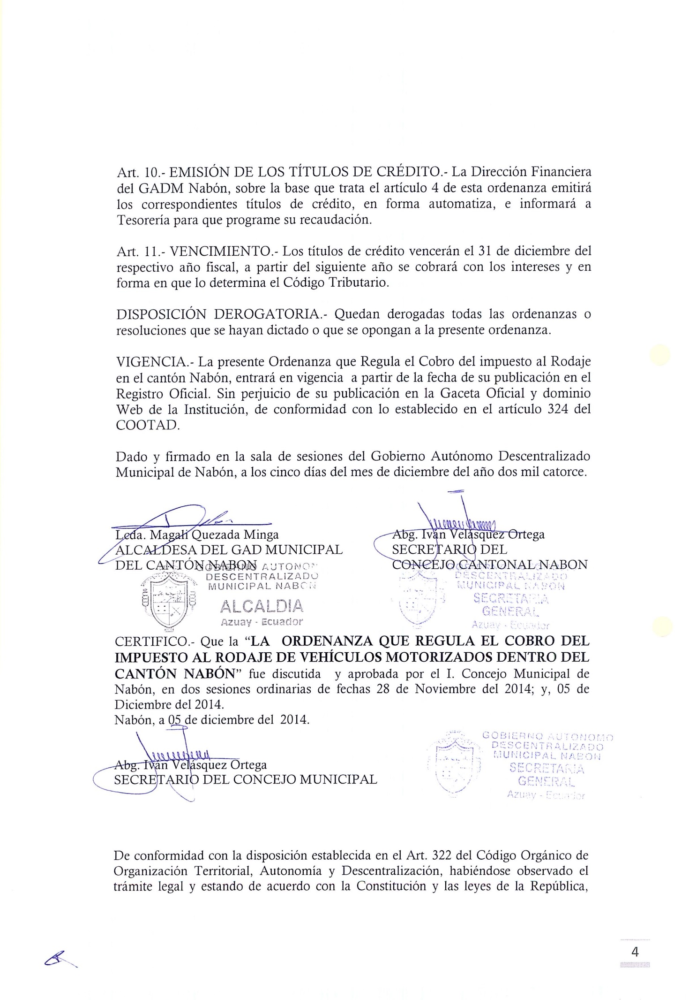 Art. 10.- EMISIÓN DE LOS TÍTULOS DE CRÉDITO.- La Dirección Financiera
del GADM Nabón, sobre la base que trata el artículo 4 de esta ordenanza emitirá
los correspondientes títulos de crédito, en forma automatiza, e informará a
Tesorería para que programe su recaudación.
Art. 11.- VENCIMIENTO.- Los títulos de crédito vencerán el 31 de diciembre del
respectivo año fiscal, a partir del siguiente año se cobrará con los intereses y en
forma en que lo determina el Código Tributario.
DISPOSICIÓN DEROGATORIA.- Quedan derogadas todas las ordenanzas o
resoluciones que se hayan dictado o que se opongan a la presente ordenanza.
VIGENCIA.- La presente Ordenanza que Regula el Cobro del impuesto al Rodaje
en el cantón Nabón, entrará en vigencia a partir de la fecha de su publicación en el
Registro Oficial. Sin perjuicio de su publicación en la Gaceta Oficial y dominio
Web de la Institución, de conformidad con lo establecido en el artículo 324 del
COOTAD.
Dado y firmado en la sala de sesiones del Gobierno Autónomo Descentralizado
Municipal de Nabón, a los cinco días del mes de diciembre del año dos mil catorce.
Lcda. Magali Quezada Minga
ALCALDESA DEL GAD MUNICIPAL
DEL CANTÓN NABON
GOBIERNO AUTONO
DESCENTRALIZADO
MUNICIPAL NABON
ALCALDIA
Azuay - Ecuador
Abg. Iván Velásquez Ortega
SECRETARIO DEL
CONCEJO CANTONAL NABON
DESCENTRALIZADO
MUNICIPAL NABON
SECRETARIA
GENERAL
Azuay - Ecuador
CERTIFICO.- Que la “LA ORDENANZA QUE REGULA EL COBRO DEL
IMPUESTO AL RODAJE DE VEHÍCULOS MOTORIZADOS DENTRO DEL
CANTÓN NABÓN” fue discutida y aprobada por el I. Concejo Municipal de
Nabón, en dos sesiones ordinarias de fechas 28 de Noviembre del 2014; y, 05 de
Diciembre del 2014.
Nabón, a 05 de diciembre del 2014.
Abg. Iván Velásquez Ortega
SECRETARIO DEL CONCEJO MUNICIPAL
GOBIERNO AUTONOMO
DESCENTRALIZADO
MUNICIPAL NABON
SECRETARIA
GENERAL
Azuay - Ecuador
De conformidad con la disposición establecida en el Art. 322 del Código Orgánico de
Organización Territorial, Autonomía y Descentralización, habiéndose observado el
trámite legal y estando de acuerdo con la Constitución y las leyes de la República,
4